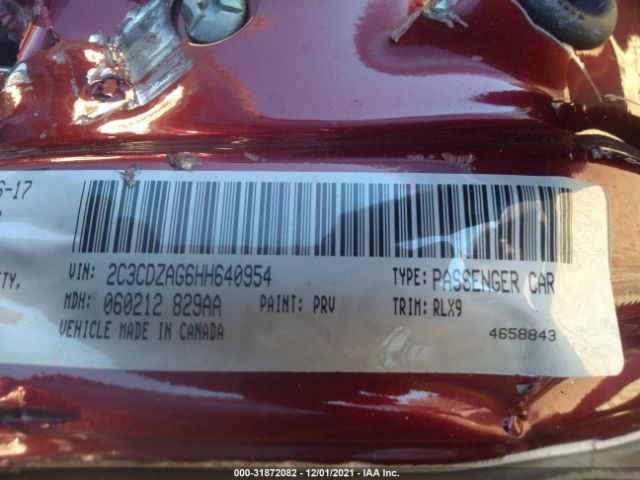 6-17
VIN: 2C3CDZAG6HH640954 TYPE: PASSENGER CAR
MDH: 060212 829AA PAINT: PRV TRIM: RLX9
VEHICLE MADE IN CANADA 4658843
000-31872082 - 12/01/2021 - IAA Inc.